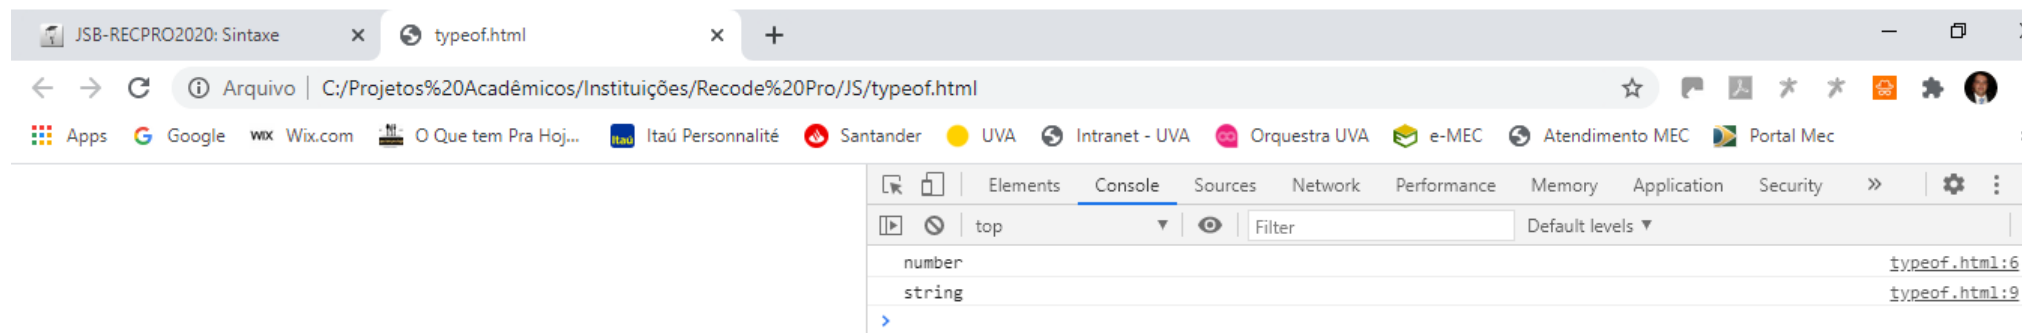 JSB-RECPRO2020: Sintaxe
typeof.html
Arquivo | C:/Projetos%20Acadêmicos/Instituições/Recode%20Pro/JS/typeof.html
Apps Google WIX Wix.com O Que tem Pra Hoj... Itaú Itaú Personnalité Santander UVA Intranet - UVA Orquestra UVA e-MEC Atendimento MEC Portal Mec
Elements Console Sources Network Performance Memory Application Security »
top Filter Default levels
number typeof.html:6
string typeof.html:9